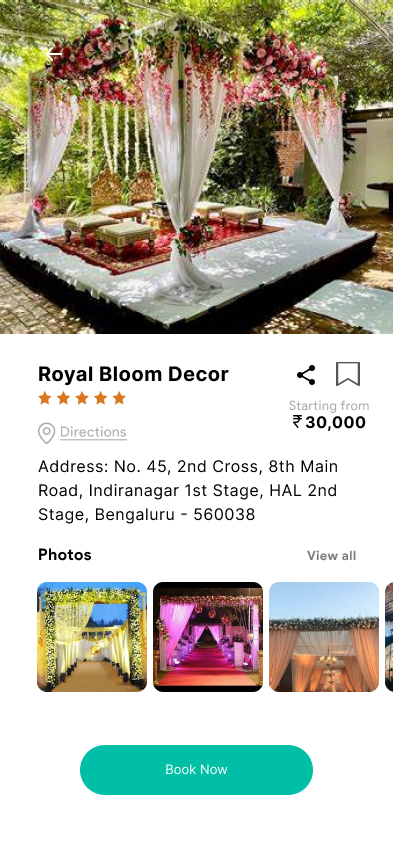 Royal Bloom Decor
Starting from
₹30,000
Directions
Address: No. 45, 2nd Cross, 8th Main
Road, Indiranagar 1st Stage, HAL 2nd
Stage, Bengaluru - 560038
Photos
View all
Book Now